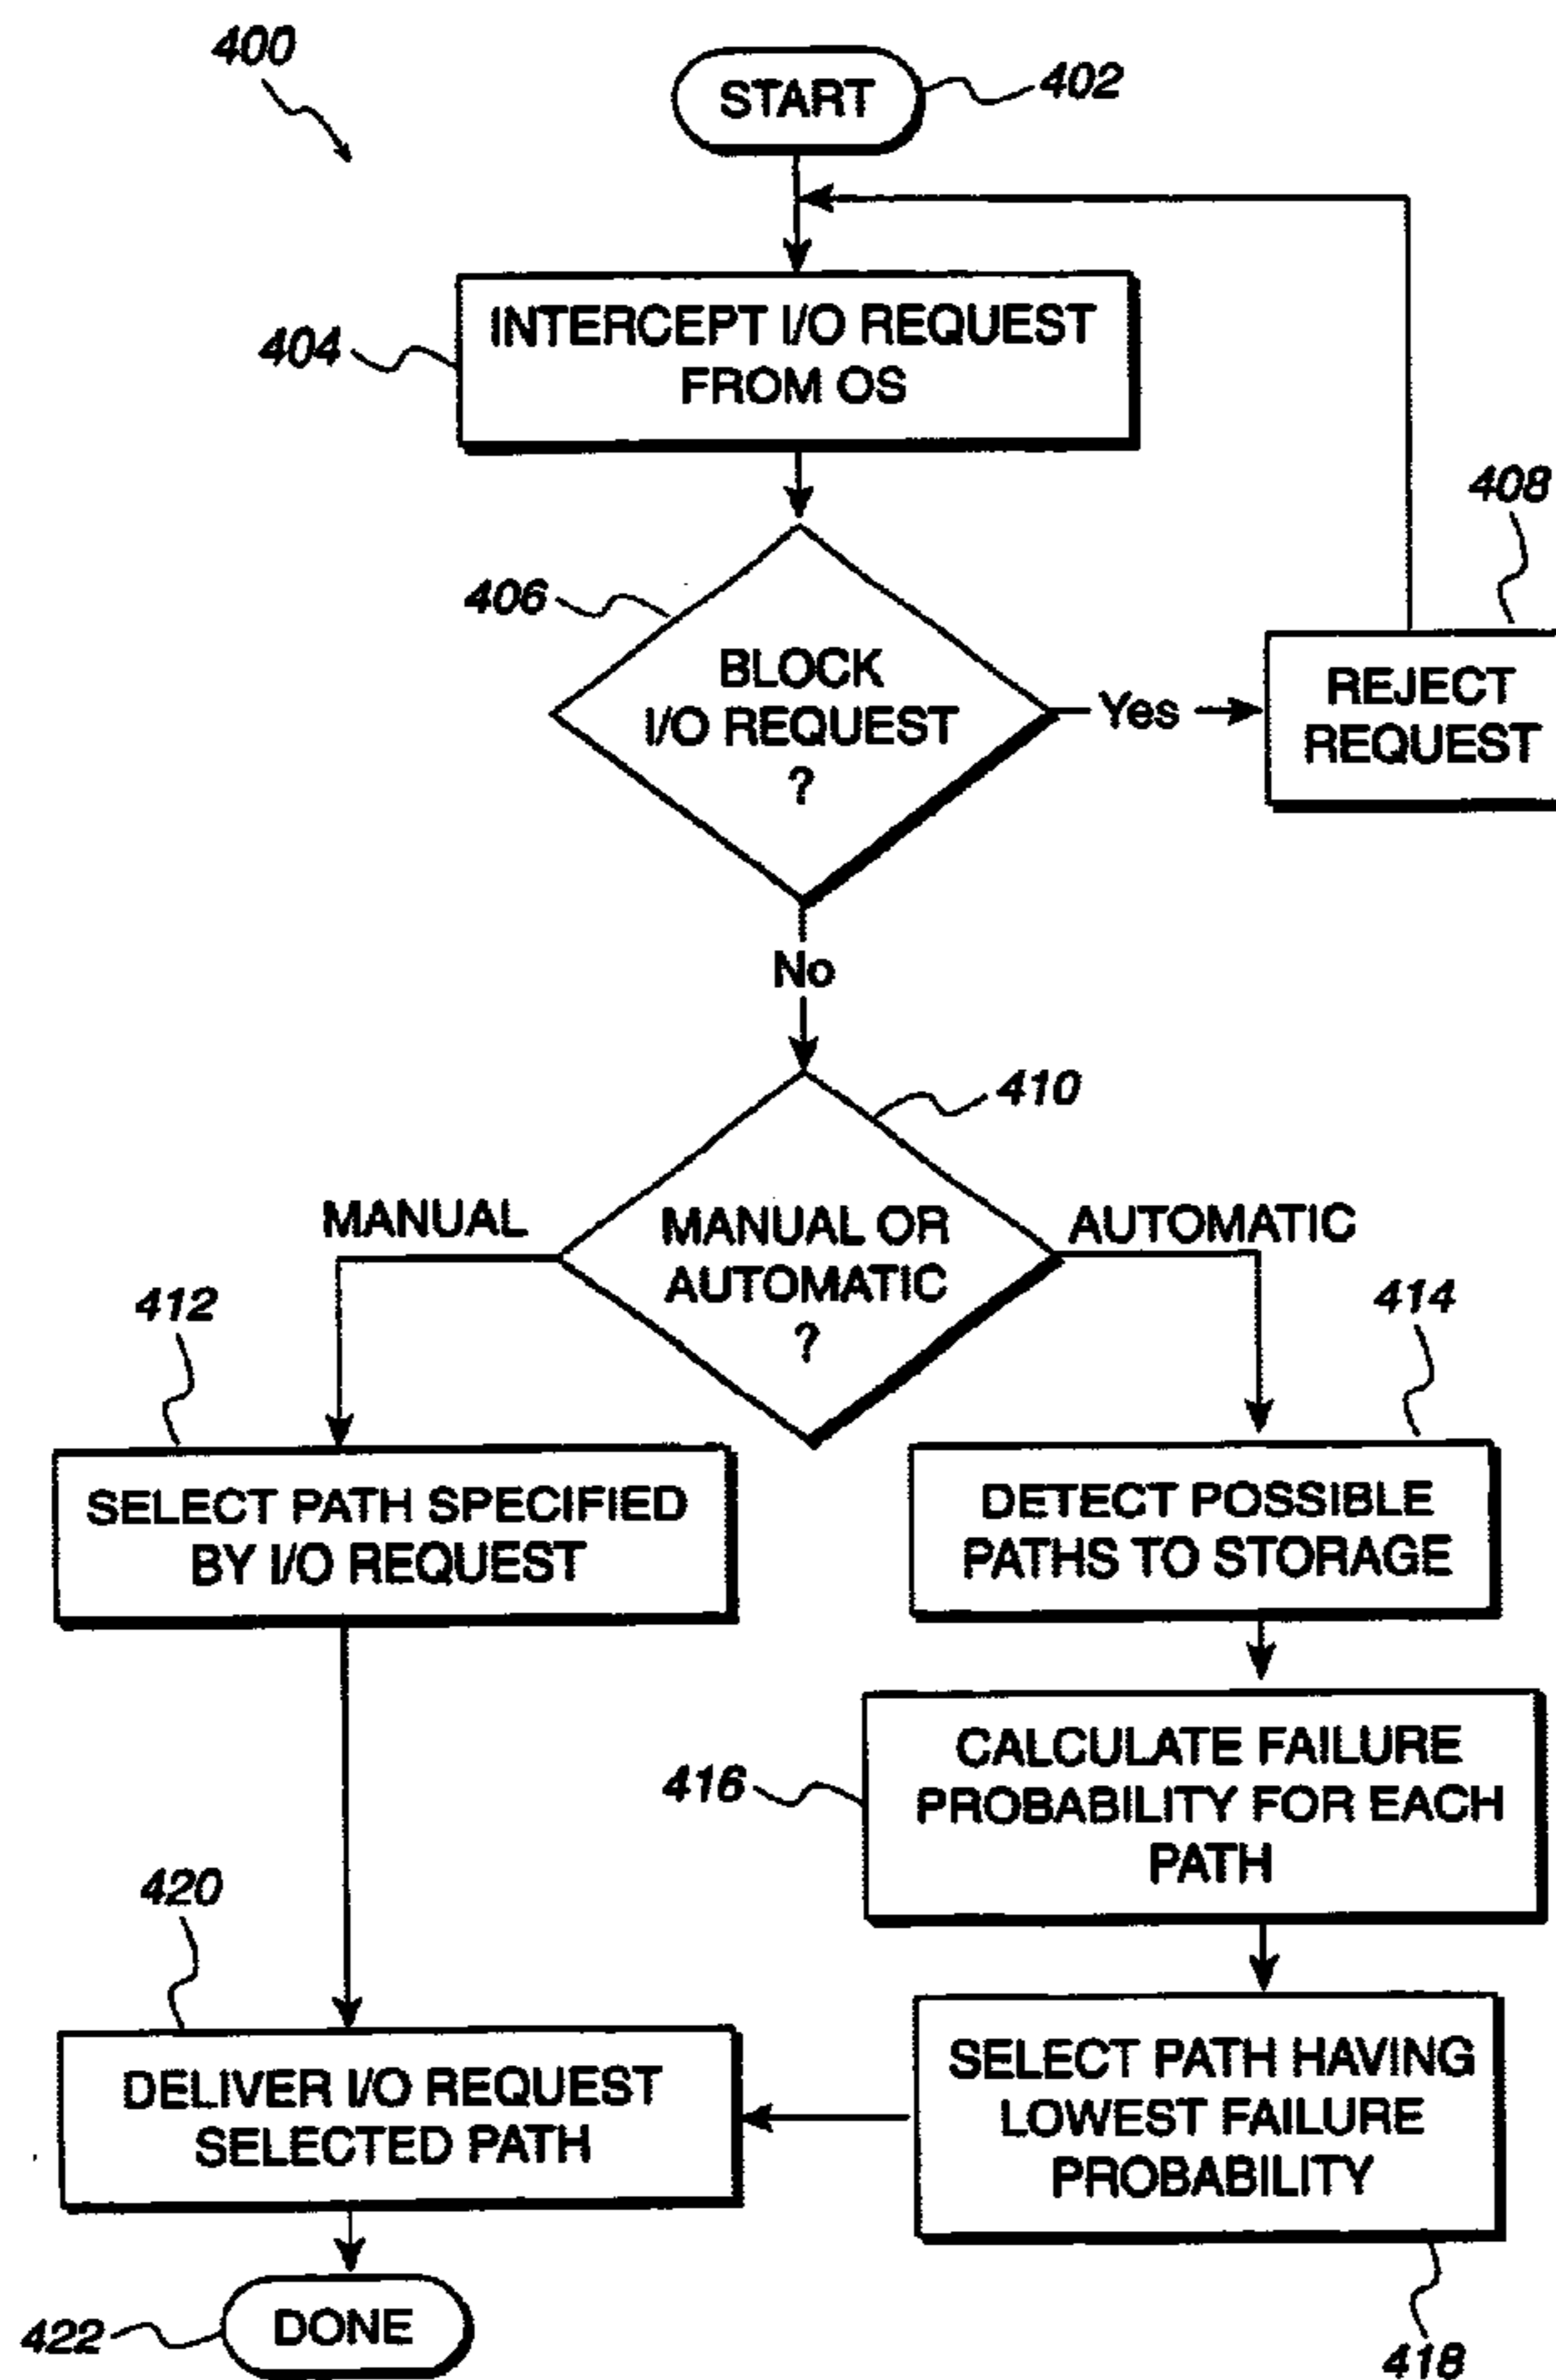 400
START
402
INTERCEPT I/O REQUEST
FROM OS
404
408
406
BLOCK
I/O REQUEST
?
Yes
REJECT
REQUEST
No
410
MANUAL
MANUAL OR
AUTOMATIC
?
AUTOMATIC
412
414
SELECT PATH SPECIFIED
BY I/O REQUEST
DETECT POSSIBLE
PATHS TO STORAGE
416
CALCULATE FAILURE
PROBABILITY FOR EACH
PATH
420
DELIVER I/O REQUEST
SELECTED PATH
SELECT PATH HAVING
LOWEST FAILURE
PROBABILITY
422
DONE
418